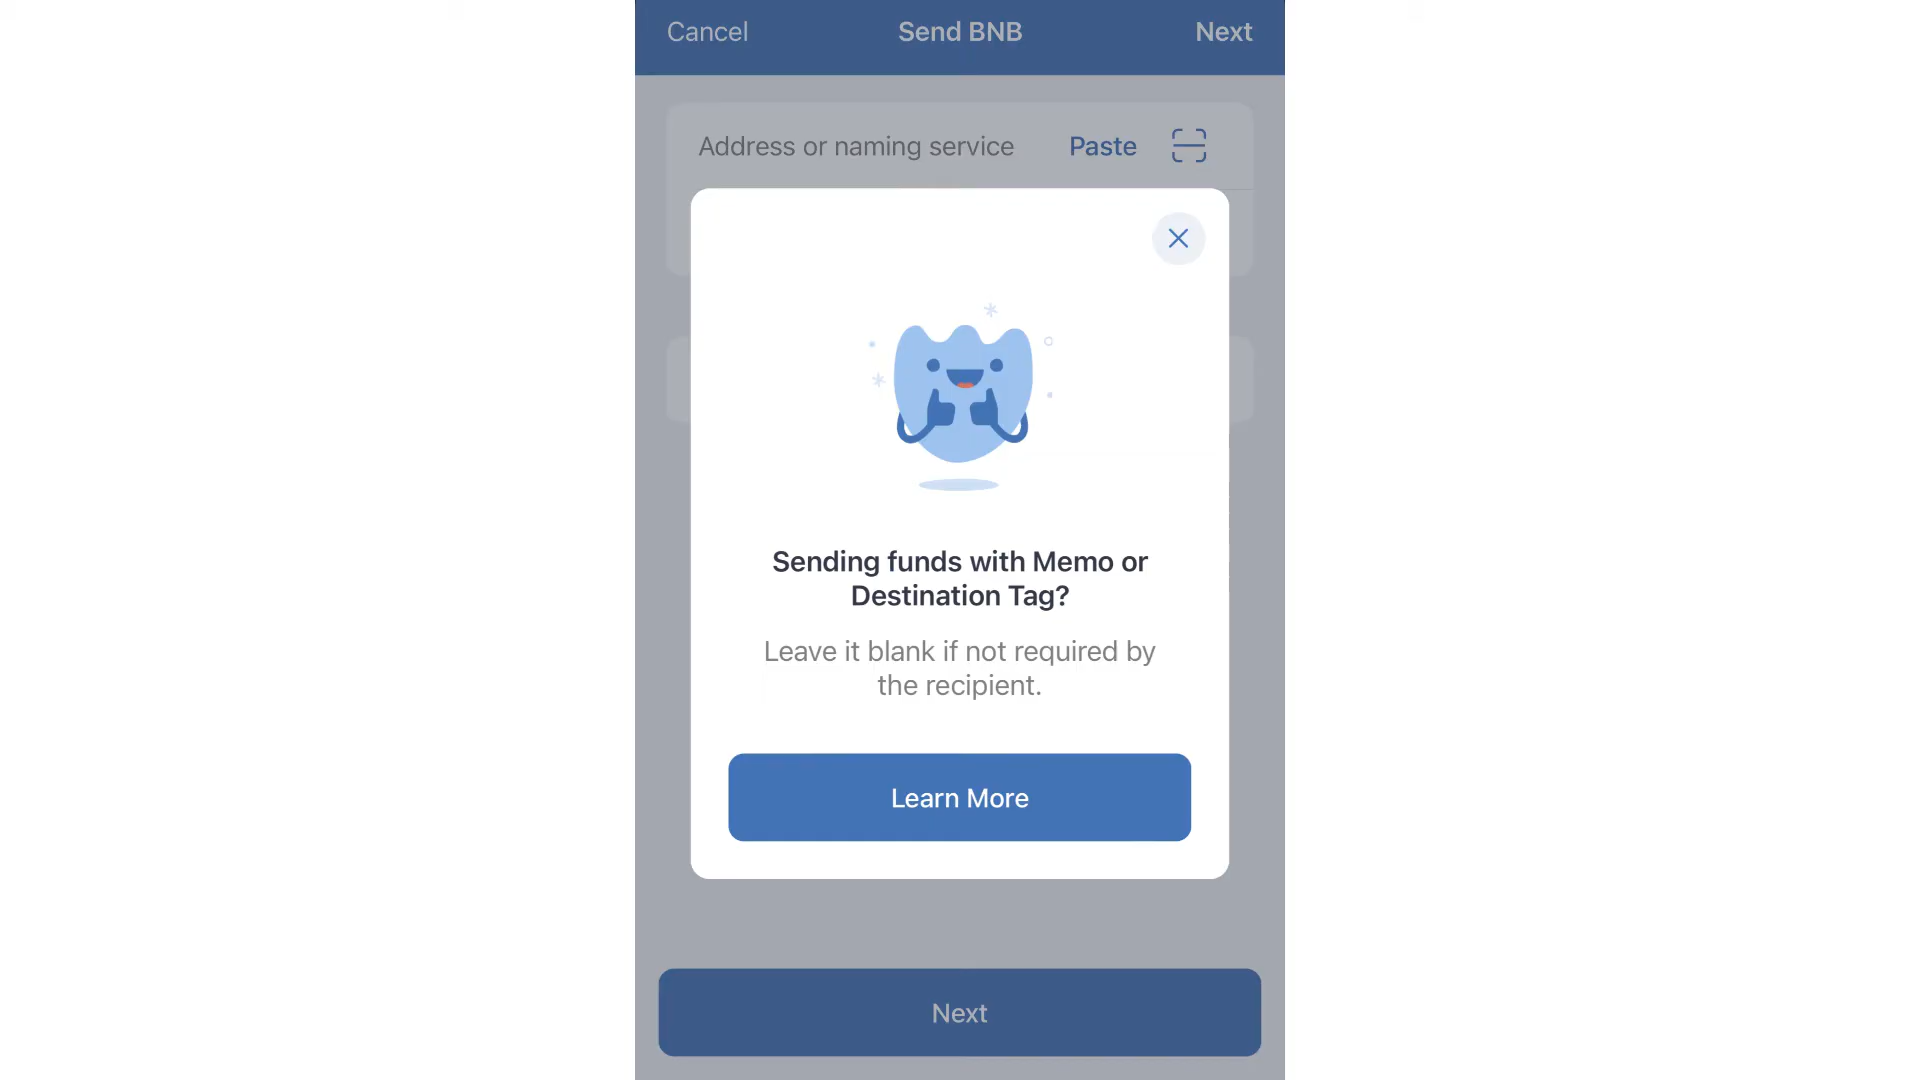 Cancel Send BNB Next
Address or naming service Paste
Sending funds with Memo or
Destination Tag?
Leave it blank if not required by
the recipient.
Learn More
Next